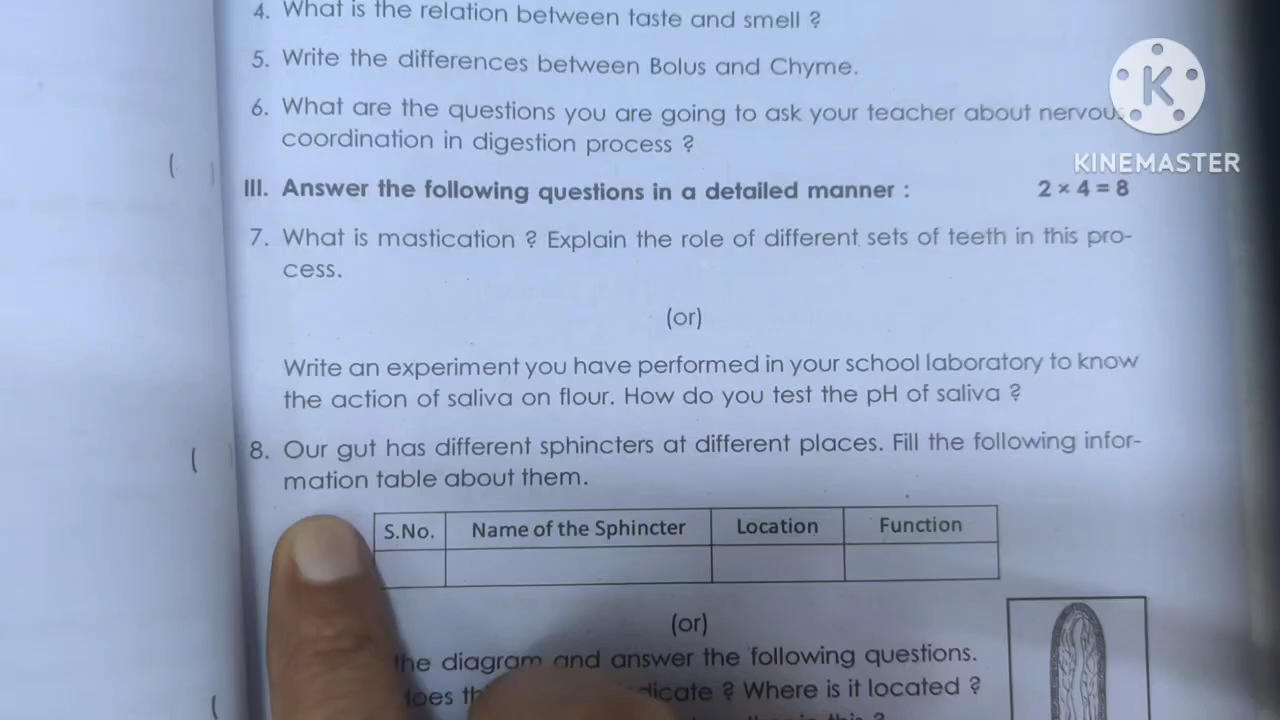 4. What is the relation between taste and smell ?
5. Write the differences between Bolus and Chyme.
6. What are the questions you are going to ask your teacher about nervous
coordination in digestion process ?
III. Answer the following questions in a detailed manner : 2 × 4 = 8
7. What is mastication ? Explain the role of different sets of teeth in this pro-
cess.
(or)
Write an experiment you have performed in your school laboratory to know
the action of saliva on flour. How do you test the pH of saliva ?
8. Our gut has different sphincters at different places. Fill the following infor-
mation table about them.
S.No. Name of the Sphincter Location Function
(or)
the diagram and answer the following questions.
does Where is it located ?
K
KINEMASTER